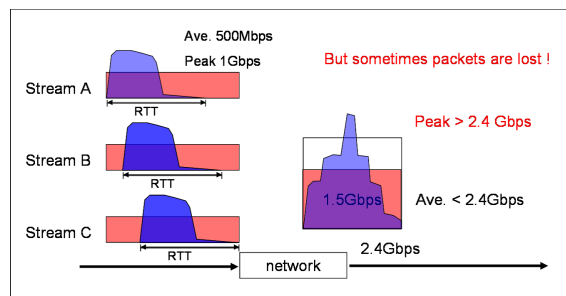 Ave. 500Mbps
Peak 1Gbps
But sometimes packets are lost !
Stream A
RTT
Peak > 2.4 Gbps
Stream B
RTT
1.5Gbps
Ave. < 2.4Gbps
Stream C
RTT
2.4Gbps
network